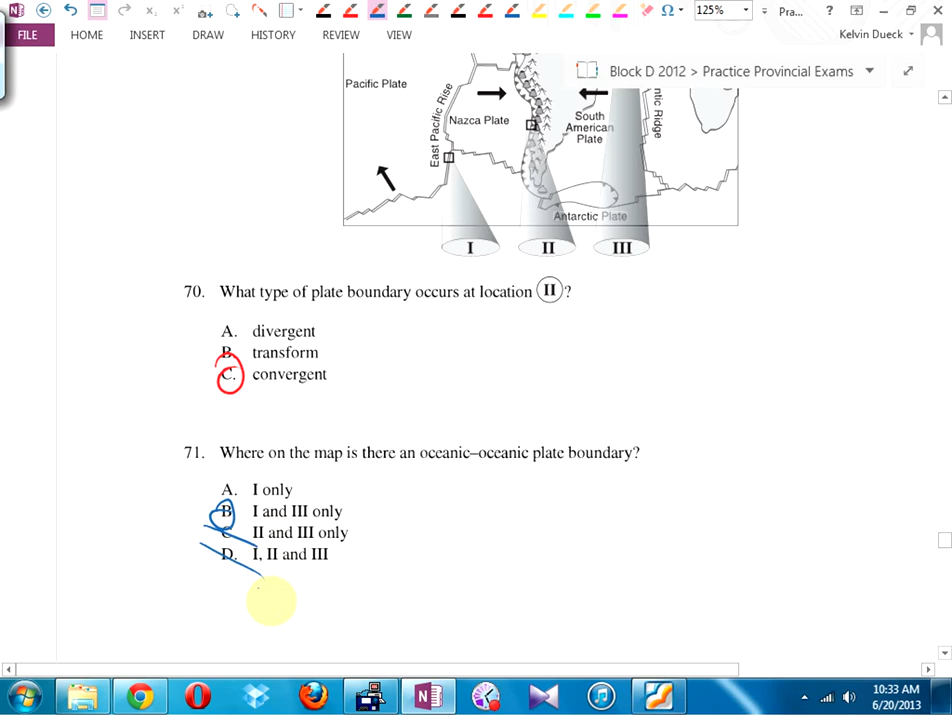 125%
Pra...
?
FILE
HOME
INSERT
DRAW
HISTORY
REVIEW
VIEW
Kelvin Dueck
Block D 2012 > Practice Provincial Exams
Pacific Plate
East Pacific Rise
Nazca Plate
South
American
Plate
ntic Ridge
Antarctic Plate
I
II
III
70. What type of plate boundary occurs at location II ?
A. divergent
B. transform
C. convergent
71. Where on the map is there an oceanic–oceanic plate boundary?
A. I only
B. I and III only
C. II and III only
D. I, II and III
10:33 AM
6/20/2013